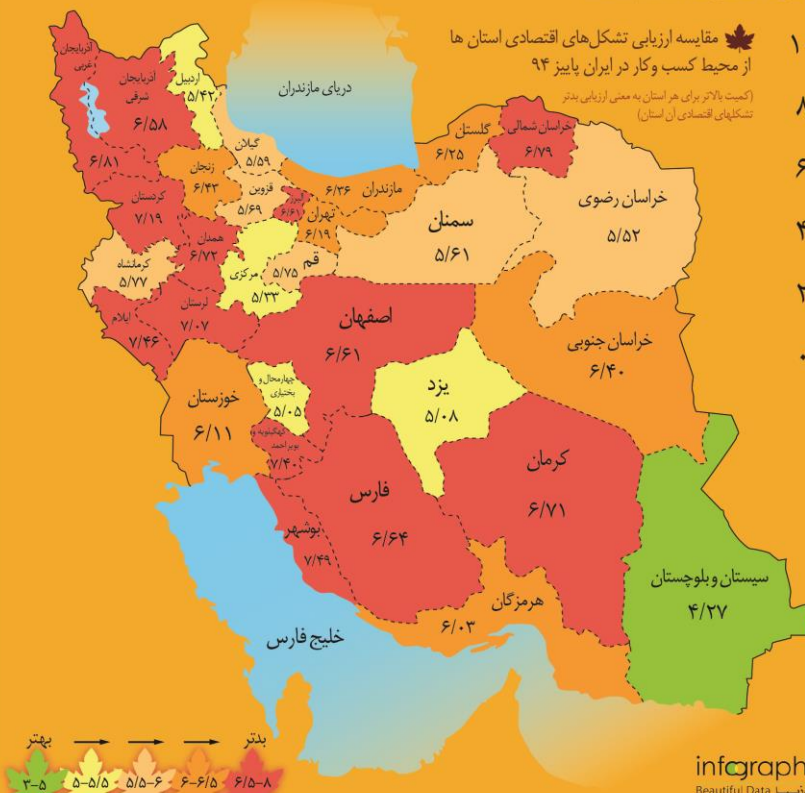 مقایسه ارزیابی تشکل‌های اقتصادی استان ها
از محیط کسب وکار در ایران پاییز ۹۴
(کمیت بالاتر برای هر استان به معنی ارزیابی بدتر
تشکلهای اقتصادی آن استان)
۱
۸
۶
۴
۲
۰
دریای مازندران
آذربایجان
غربی
۶/۸۱
آذربایجان
شرقی
۶/۵۸
اردبیل
۵/۴۲
گیلان
۵/۵۹
زنجان
۶/۴۳
قزوین
۵/۶۹
البرز
۶/۶۱
تهران
۶/۱۹
مازندران
۶/۳۶
گلستان
۶/۲۵
خراسان شمالی
۶/۷۹
خراسان رضوی
۵/۵۲
سمنان
۵/۶۱
کردستان
۷/۱۹
همدان
۶/۷۲
مرکزی
۵/۳۳
قم
۵/۷۵
کرمانشاه
۵/۷۷
لرستان
۷/۰۷
ایلام
۷/۴۶
اصفهان
۶/۶۱
خراسان جنوبی
۶/۴۰
یزد
۵/۰۸
چهارمحال و
بختیاری
۵/۰۵
خوزستان
۶/۱۱
کهگیلویه و
بویر احمد
۷/۴۰
فارس
۶/۶۴
کرمان
۶/۷۱
بوشهر
۷/۴۹
هرمزگان
۶/۰۳
سیستان و بلوچستان
۴/۲۷
خلیج فارس
بهتر
بدتر
۳-۵
۵-۵/۵
۵/۵-۶
۶-۶/۵
۶/۵-۸
infograph
Beautiful Data